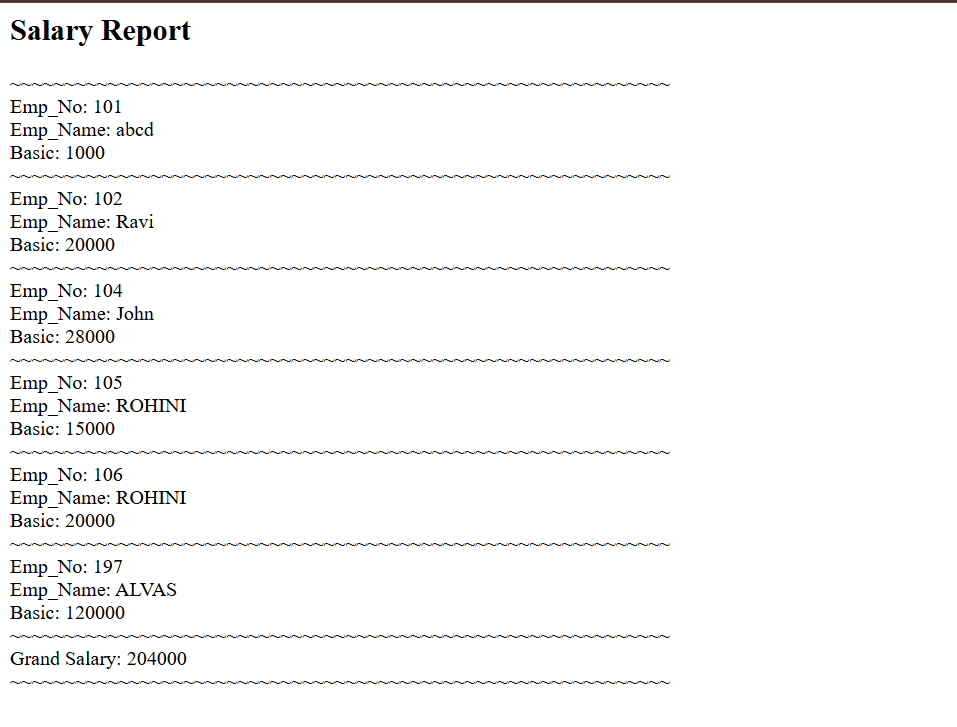 Salary Report
~~~~~~~~~~~~~~~~~~~~~~~~~~~~~~~~~~~~~~~~~~~~~~~~~~~~~~~~~~~~~
Emp_No: 101
Emp_Name: abcd
Basic: 1000
~~~~~~~~~~~~~~~~~~~~~~~~~~~~~~~~~~~~~~~~~~~~~~~~~~~~~~~~~~~~~
Emp_No: 102
Emp_Name: Ravi
Basic: 20000
~~~~~~~~~~~~~~~~~~~~~~~~~~~~~~~~~~~~~~~~~~~~~~~~~~~~~~~~~~~~~
Emp_No: 104
Emp_Name: John
Basic: 28000
~~~~~~~~~~~~~~~~~~~~~~~~~~~~~~~~~~~~~~~~~~~~~~~~~~~~~~~~~~~~~
Emp_No: 105
Emp_Name: ROHINI
Basic: 15000
~~~~~~~~~~~~~~~~~~~~~~~~~~~~~~~~~~~~~~~~~~~~~~~~~~~~~~~~~~~~~
Emp_No: 106
Emp_Name: ROHINI
Basic: 20000
~~~~~~~~~~~~~~~~~~~~~~~~~~~~~~~~~~~~~~~~~~~~~~~~~~~~~~~~~~~~~
Emp_No: 197
Emp_Name: ALVAS
Basic: 120000
~~~~~~~~~~~~~~~~~~~~~~~~~~~~~~~~~~~~~~~~~~~~~~~~~~~~~~~~~~~~~
Grand Salary: 204000
~~~~~~~~~~~~~~~~~~~~~~~~~~~~~~~~~~~~~~~~~~~~~~~~~~~~~~~~~~~~~